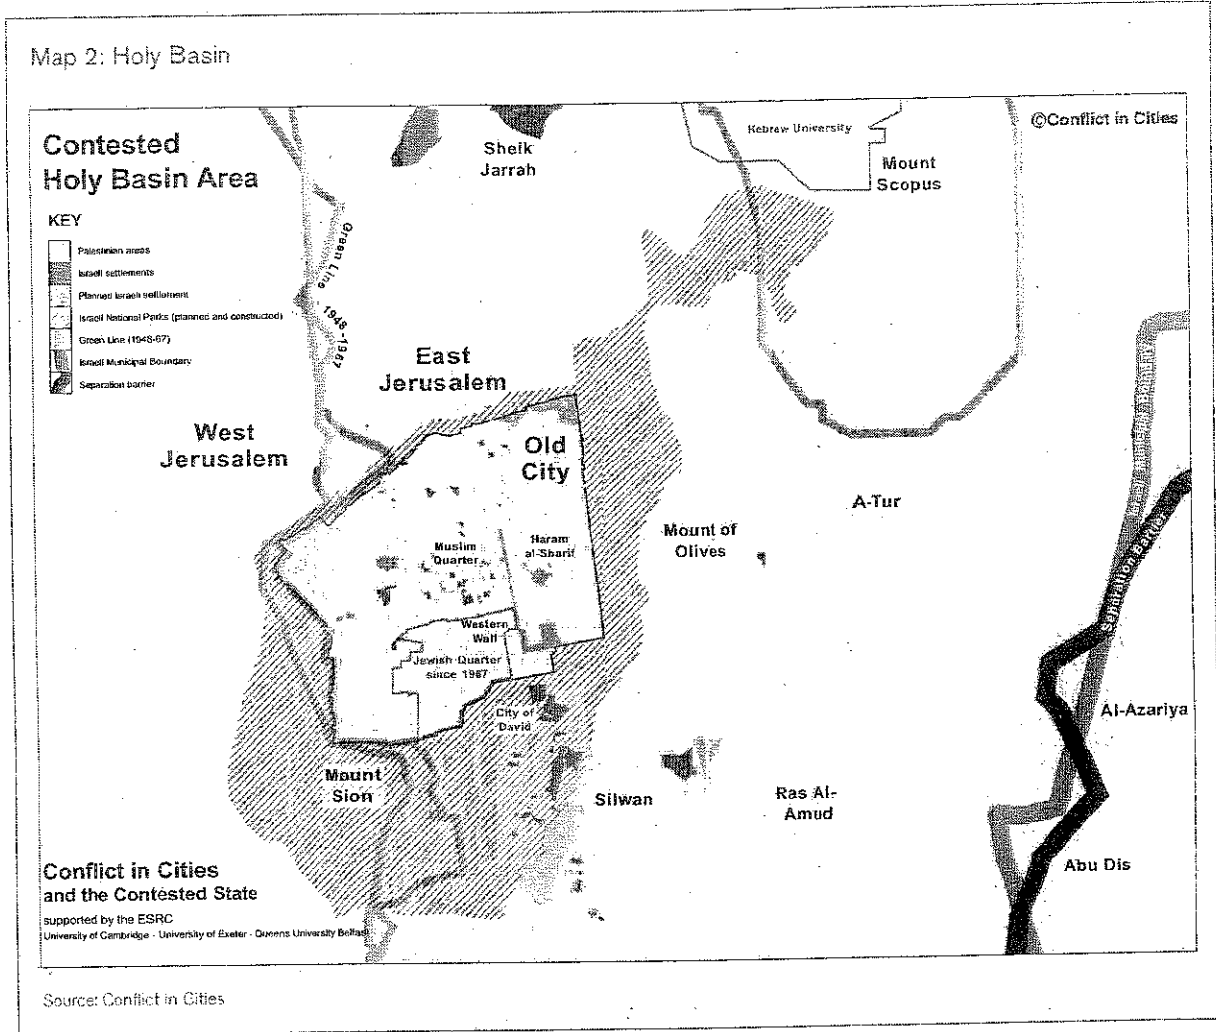 Map 2: Holy Basin
Contested
Holy Basin Area
KEY
Palestinian areas
Israeli settlements
Planned Israeli settlement
Israeli National Parks (planned and constructed)
Green Line (1948-67)
Israeli Municipal Boundary
Separation barrier
©Conflict in Cities
Hebrew University
Sheik
Jarrah
Mount
Scopus
Green Line
1948-1967
East
Jerusalem
West
Jerusalem
Old
City
A-Tur
Mount of
Olives
Haram
al-Sharif
Muslim
Quarter
Western
Wall
Jewish Quarter
since 1967
City of
David
Separation Barrier
Al-Azariya
Mount
Sion
Silwan
Ras Al-
Amud
Abu Dis
Conflict in Cities
and the Contested State
supported by the ESRC
University of Cambridge - University of Exeter - Queens University Belfast
Source: Conflict in Cities